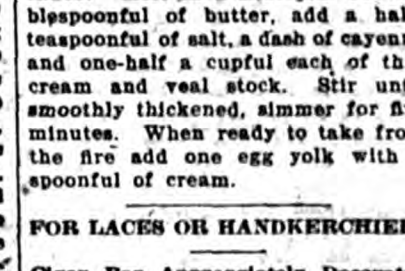 blespoonful of butter, add a hal
teaspoonful of salt, a dash of cayen
and one-half a cupful each of th
cream and veal stock. Stir unt
smoothly thickened, simmer for fi
minutes. When ready to take fro
the fire add one egg yolk with
spoonful of cream.
FOR LACES OR HANDKERCHIEF